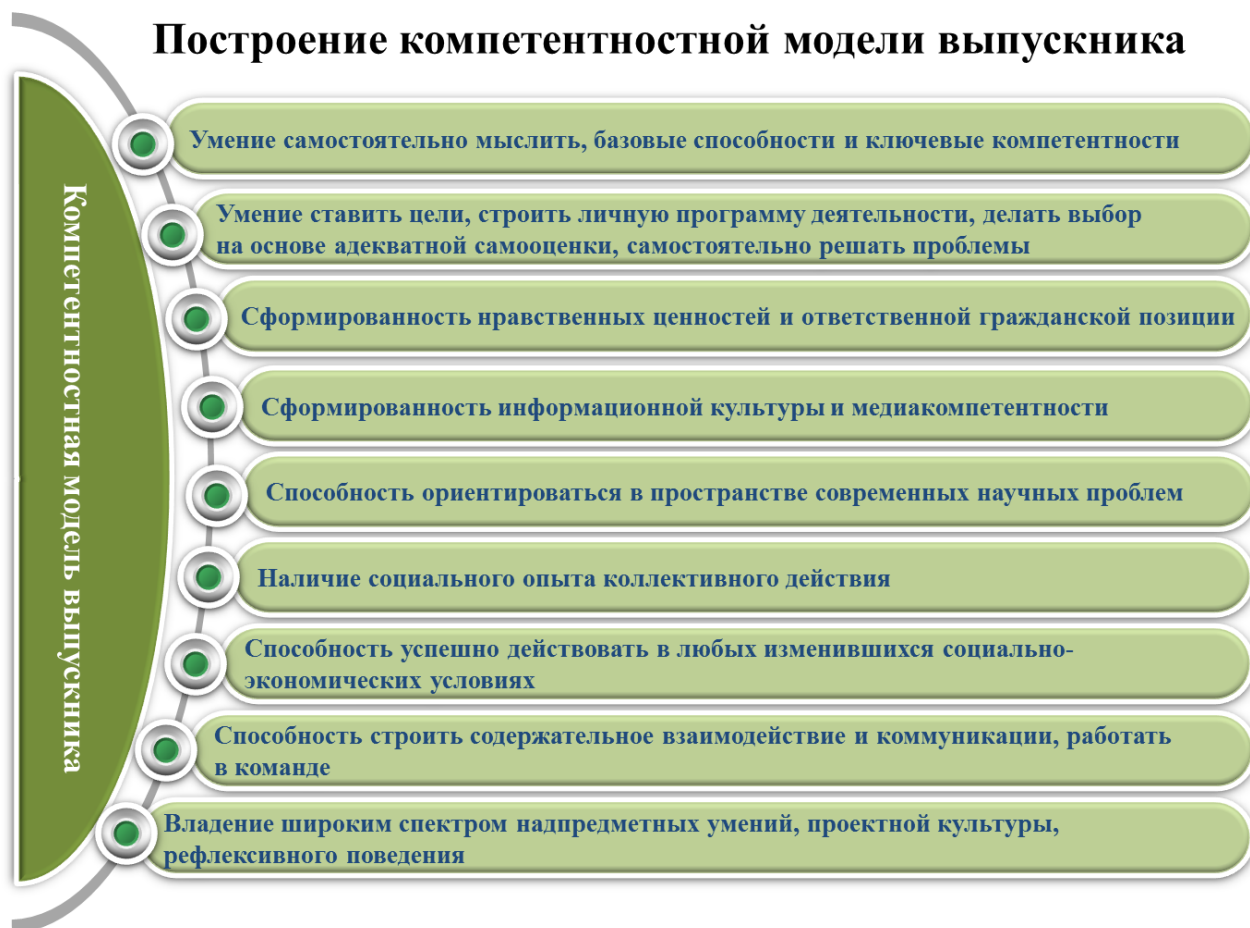 Построение компетентностной модели выпускника
Компетентностная модель выпускника
Умение самостоятельно мыслить, базовые способности и ключевые компетентности
Умение ставить цели, строить личную программу деятельности, делать выбор
на основе адекватной самооценки, самостоятельно решать проблемы
Сформированность нравственных ценностей и ответственной гражданской позиции
Сформированность информационной культуры и медиакомпетентности
Способность ориентироваться в пространстве современных научных проблем
Наличие социального опыта коллективного действия
Способность успешно действовать в любых изменившихся социально-
экономических условиях
Способность строить содержательное взаимодействие и коммуникации, работать
в команде
Владение широким спектром надпредметных умений, проектной культуры,
рефлексивного поведения